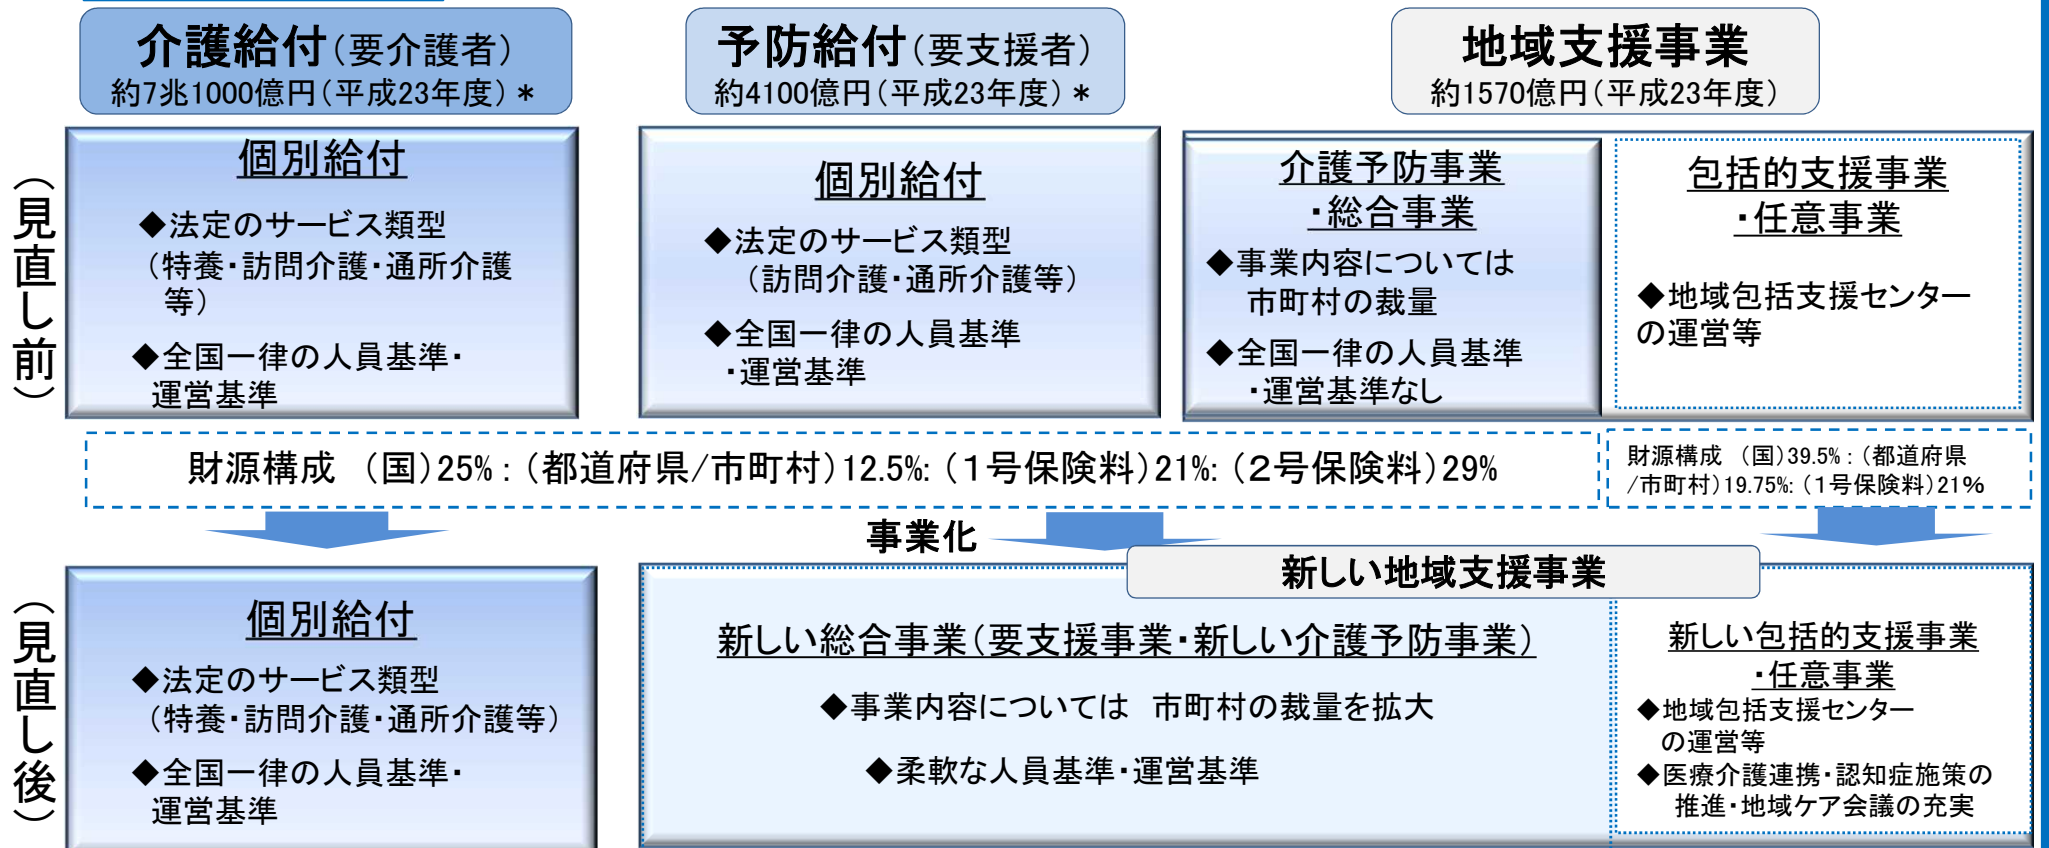 介護給付(要介護者)
約7兆1000億円(平成23年度)*
予防給付(要支援者)
約4100億円(平成23年度)*
地域支援事業
約1570億円(平成23年度)
(見直し前)
個別給付
◆法定のサービス類型
(特養・訪問介護・通所介護
等)
◆全国一律の人員基準・
運営基準
個別給付
◆法定のサービス類型
(訪問介護・通所介護等)
◆全国一律の人員基準
・運営基準
介護予防事業
・総合事業
◆事業内容については
市町村の裁量
◆全国一律の人員基準
・運営基準なし
包括的支援事業
・任意事業
◆地域包括支援センター
の運営等
財源構成 (国)25% : (都道府県/市町村)12.5%: (1号保険料)21%: (2号保険料)29%
財源構成 (国)39.5% : (都道府県
/市町村)19.75%: (1号保険料)21%
事業化
新しい地域支援事業
(見直し後)
個別給付
◆法定のサービス類型
(特養・訪問介護・通所介護等)
◆全国一律の人員基準・
運営基準
新しい総合事業(要支援事業・新しい介護予防事業)
◆事業内容については 市町村の裁量を拡大
◆柔軟な人員基準・運営基準
新しい包括的支援事業
・任意事業
◆地域包括支援センター
の運営等
◆医療介護連携・認知症施策の
推進・地域ケア会議の充実